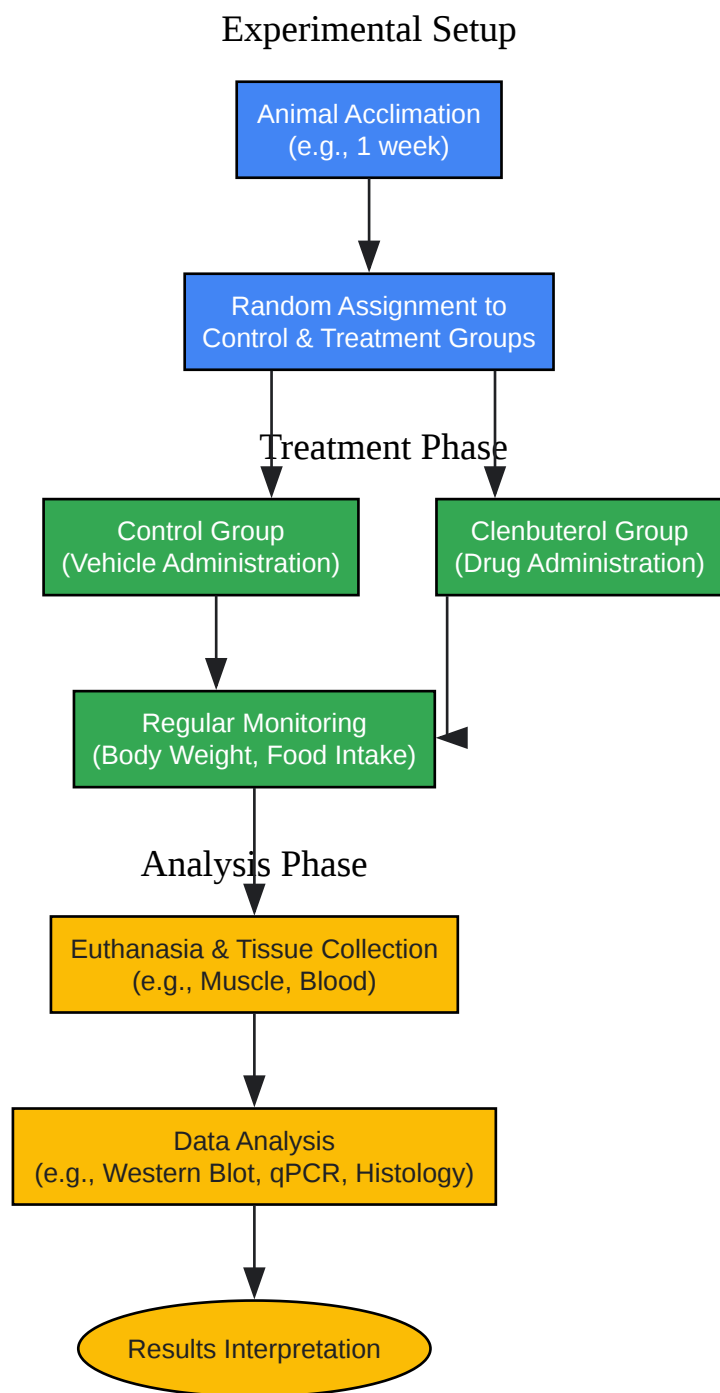 Experimental Setup
Animal Acclimation
(e.g., 1 week)
Random Assignment to
Control & Treatment Groups
Treatment Phase
Control Group
(Vehicle Administration)
Clenbuterol Group
(Drug Administration)
Regular Monitoring
(Body Weight, Food Intake)
Analysis Phase
Euthanasia & Tissue Collection
(e.g., Muscle, Blood)
Data Analysis
(e.g., Western Blot, qPCR, Histology)
Results Interpretation